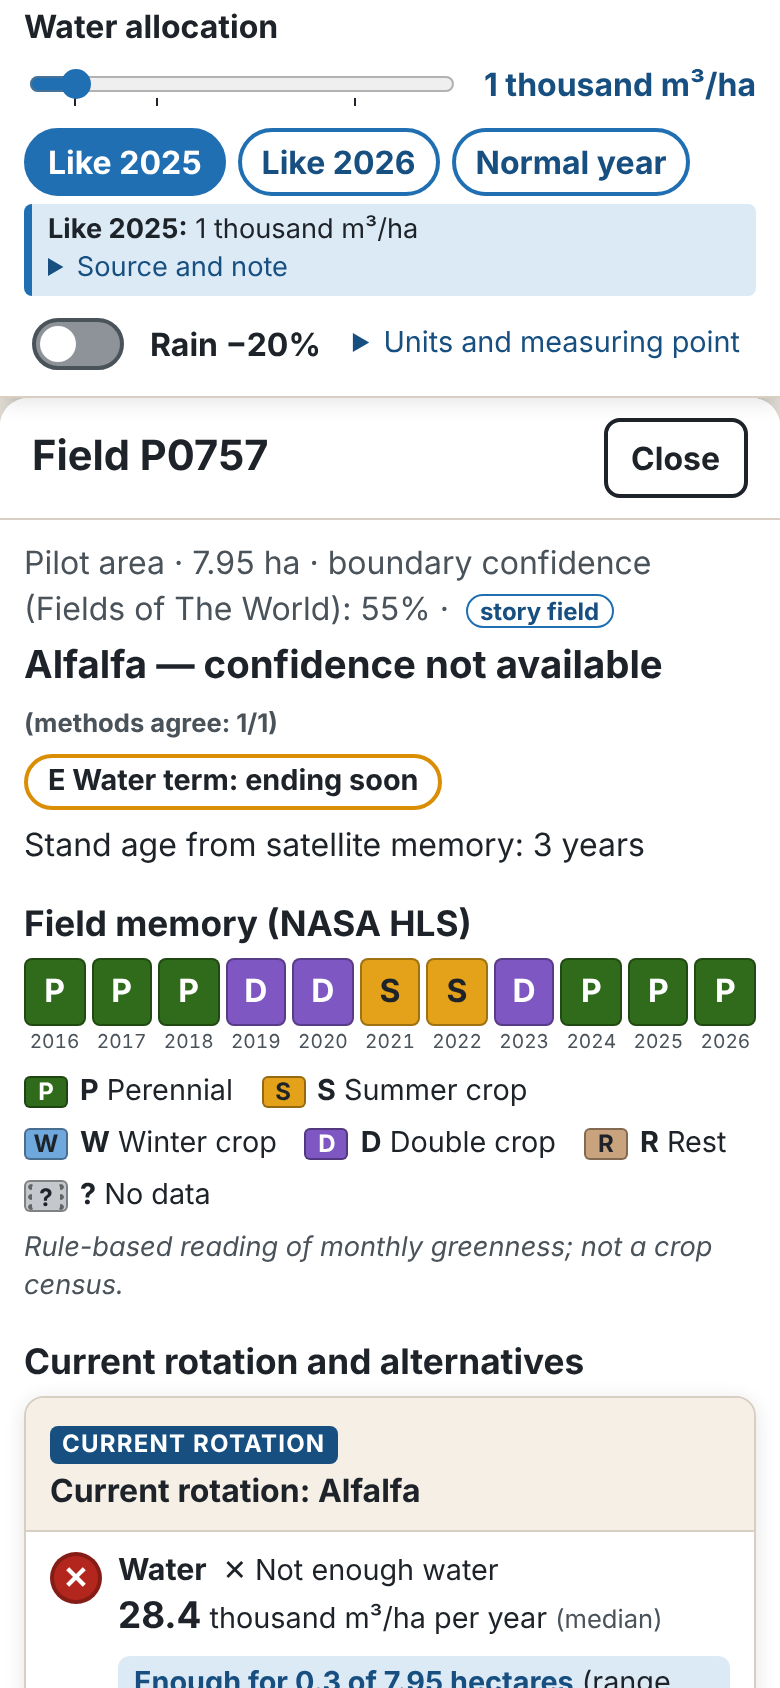 Water allocation
1 thousand m³/ha
Like 2025 Like 2026 Normal year
Like 2025: 1 thousand m³/ha
▶ Source and note
Rain −20% ▶ Units and measuring point
Field P0757 Close
Pilot area · 7.95 ha · boundary confidence
(Fields of The World): 55% · story field
Alfalfa — confidence not available
(methods agree: 1/1)
E Water term: ending soon
Stand age from satellite memory: 3 years
Field memory (NASA HLS)
P P P D D S S D P P P
2016 2017 2018 2019 2020 2021 2022 2023 2024 2025 2026
P P Perennial S S Summer crop
W W Winter crop D D Double crop R R Rest
? ? No data
Rule-based reading of monthly greenness; not a crop
census.
Current rotation and alternatives
CURRENT ROTATION
Current rotation: Alfalfa
✕ Water ✕ Not enough water
28.4 thousand m³/ha per year (median)
Enough for 0.3 of 7.95 hectares (range